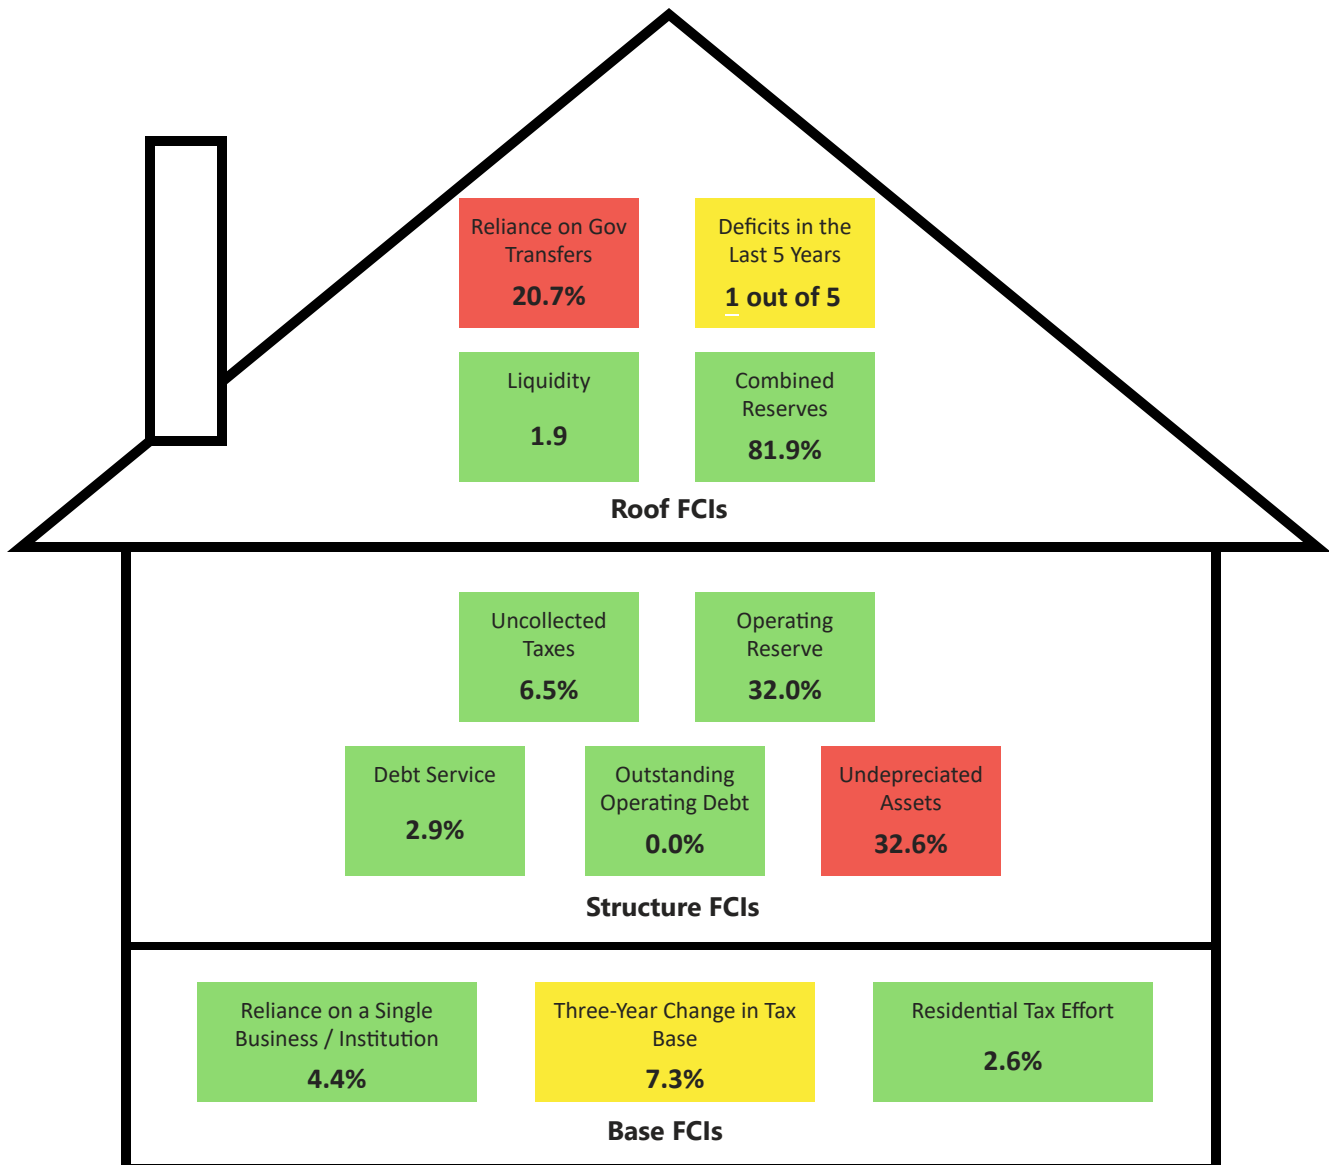 Reliance on Gov
Transfers
20.7%
Deficits in the
Last 5 Years
1 out of 5
Liquidity
1.9
Combined
Reserves
81.9%
Roof FCIs
Uncollected
Taxes
6.5%
Operating
Reserve
32.0%
Debt Service
2.9%
Outstanding
Operating Debt
0.0%
Undepreciated
Assets
32.6%
Structure FCIs
Reliance on a Single
Business / Institution
4.4%
Three-Year Change in Tax
Base
7.3%
Residential Tax Effort
2.6%
Base FCIs